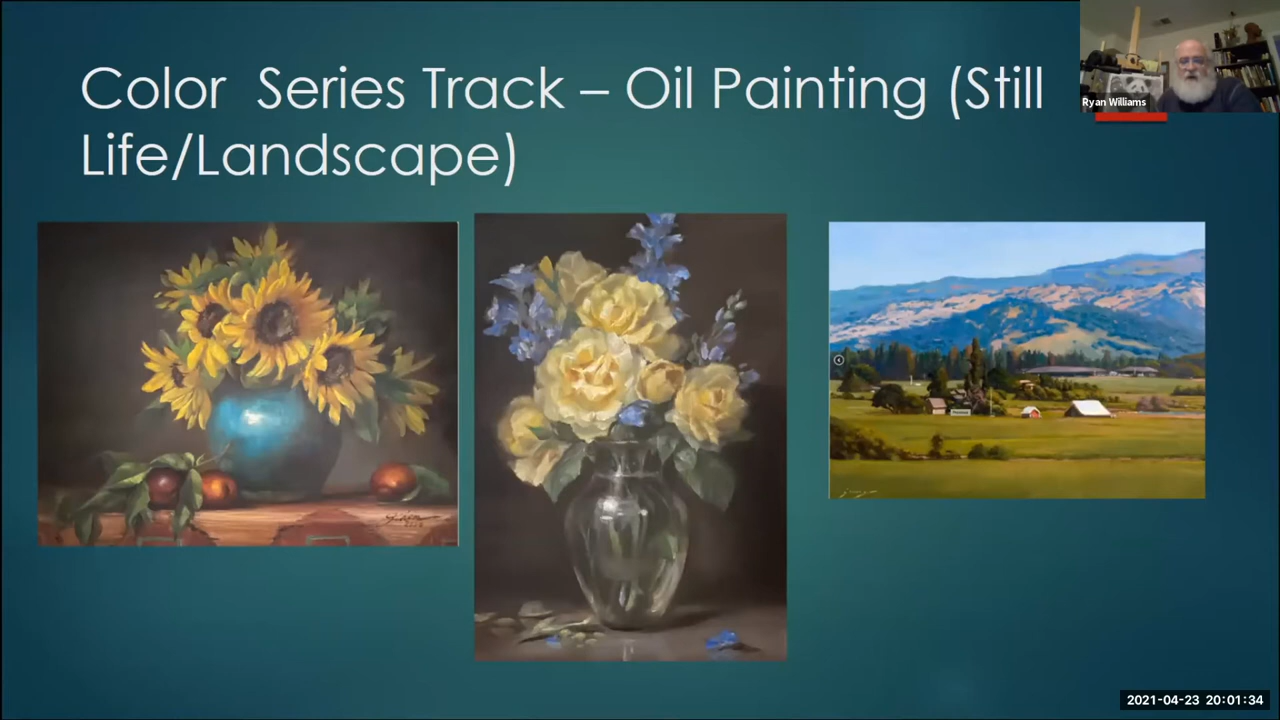 Color  Series Track – Oil Painting (Still
Life/Landscape)
Ryan Williams
2021-04-23 20:01:34